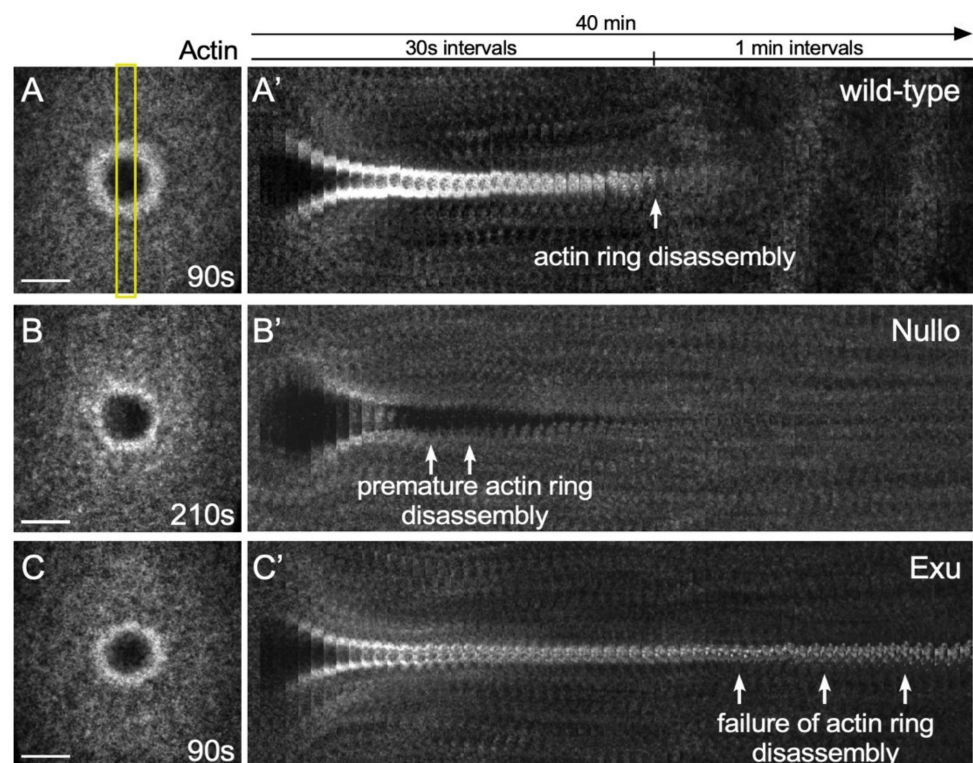 40 min
Actin
30s intervals
1 min intervals
A
90s
A'
wild-type
actin ring disassembly
B
210s
B'
Nullo
premature actin ring
disassembly
C
90s
C'
Exu
failure of actin ring
disassembly